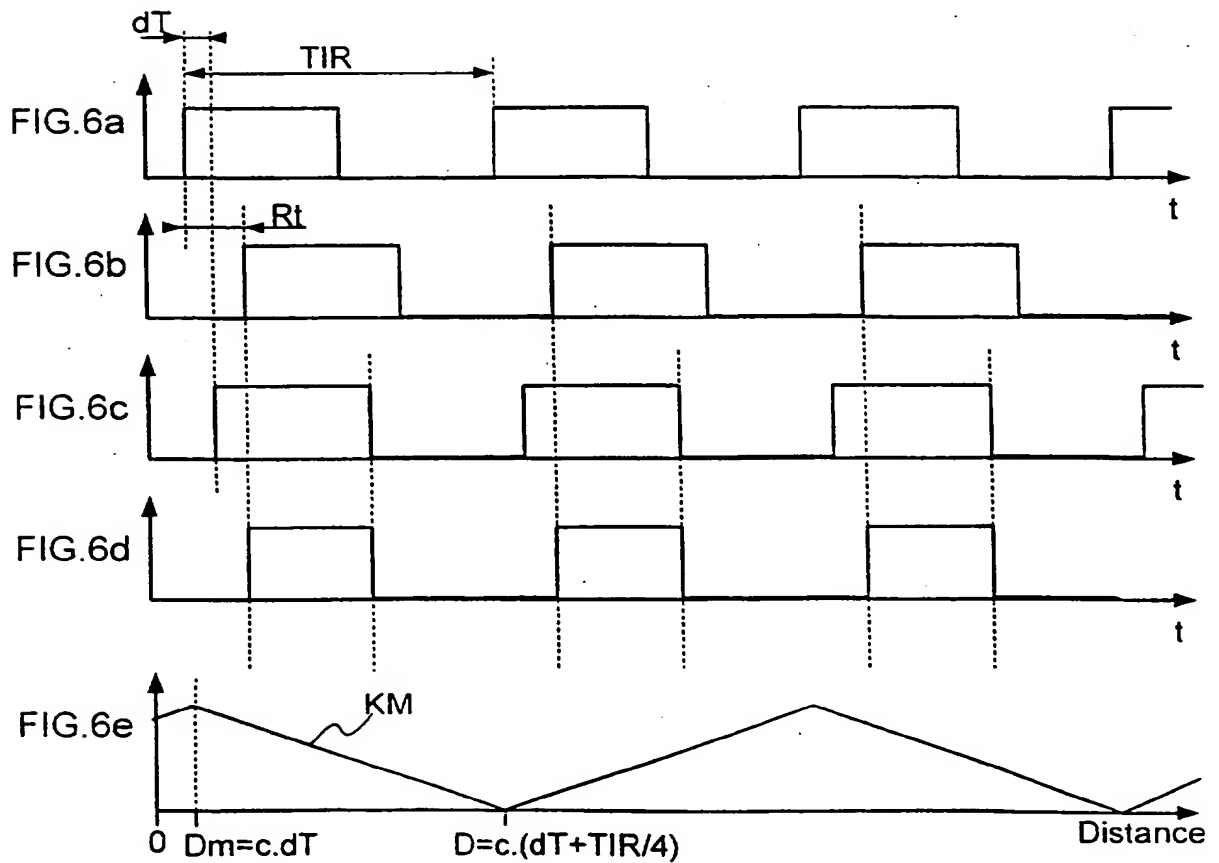 dT
TIR
FIG.6a
t
Rt
FIG.6b
t
FIG.6c
t
FIG.6d
t
KM
FIG.6e
0 Dm=c.dT D=c.(dT+TIR/4) Distance